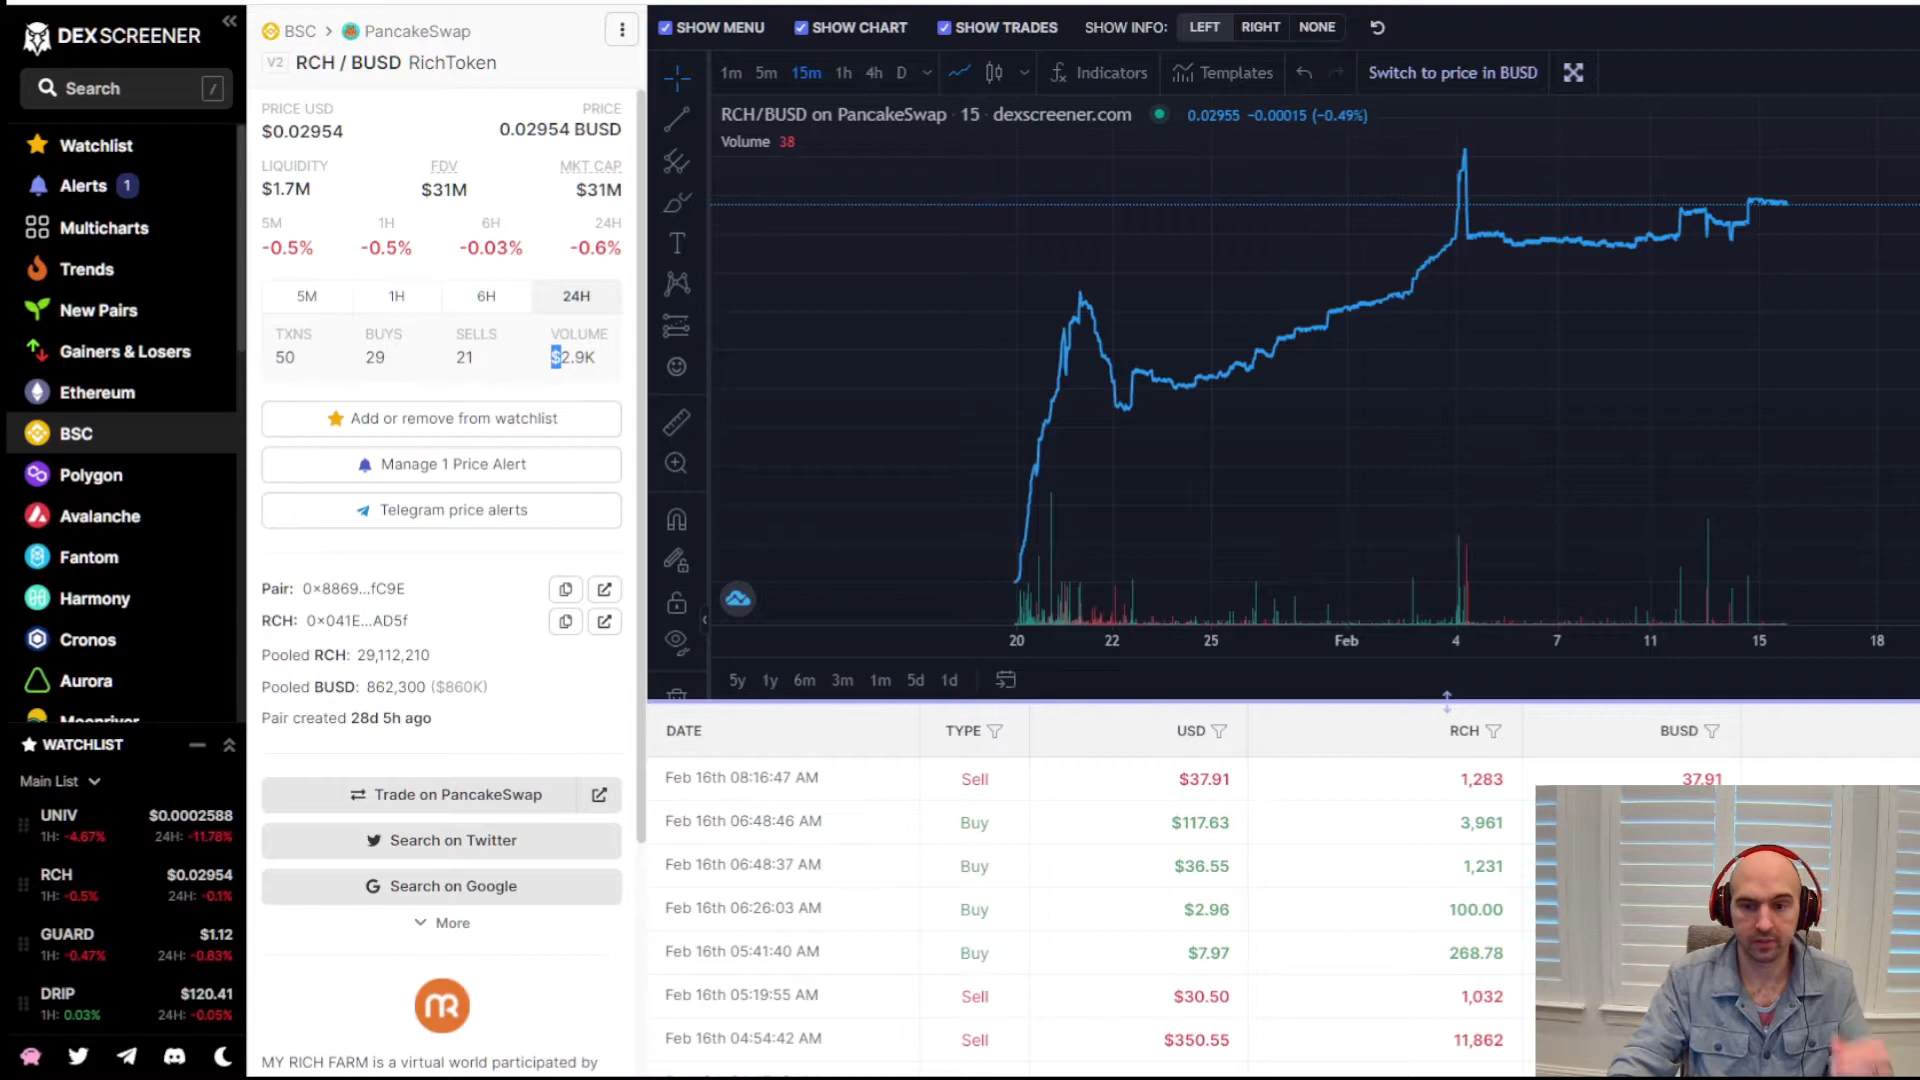 DEX SCREENER
Search /
Watchlist
Alerts 1
Multicharts
Trends
New Pairs
Gainers & Losers
Ethereum
BSC
Polygon
Avalanche
Fantom
Harmony
Cronos
Aurora
Moonriver
WATCHLIST
Main List
UNIV $0.0002588
1H: -4.67% 24H: -11.78%
RCH $0.02954
1H: -0.5% 24H: -0.1%
GUARD $1.12
1H: -0.47% 24H: -0.83%
DRIP $120.41
1H: 0.03% 24H: -0.05%
BSC > PancakeSwap
V2 RCH / BUSD RichToken
PRICE USD PRICE
$0.02954 0.02954 BUSD
LIQUIDITY FDV MKT CAP
$1.7M $31M $31M
5M 1H 6H 24H
-0.5% -0.5% -0.03% -0.6%
5M 1H 6H 24H
TXNS BUYS SELLS VOLUME
50 29 21 $2.9K
Add or remove from watchlist
Manage 1 Price Alert
Telegram price alerts
Pair: 0×8869...fC9E
RCH: 0×041E...AD5f
Pooled RCH: 29,112,210
Pooled BUSD: 862,300 ($860K)
Pair created 28d 5h ago
Trade on PancakeSwap
Search on Twitter
Search on Google
More
MY RICH FARM is a virtual world participated by
SHOW MENU SHOW CHART SHOW TRADES SHOW INFO: LEFT RIGHT NONE
1m 5m 15m 1h 4h D Indicators Templates Switch to price in BUSD
RCH/BUSD on PancakeSwap · 15 · dexscreener.com 0.02955 −0.00015 (−0.49%)
Volume 38
20 22 25 Feb 4 7 11 15 18
5y 1y 6m 3m 1m 5d 1d
DATE TYPE USD RCH BUSD
Feb 16th 08:16:47 AM Sell $37.91 1,283 37.91
Feb 16th 06:48:46 AM Buy $117.63 3,961
Feb 16th 06:48:37 AM Buy $36.55 1,231
Feb 16th 06:26:03 AM Buy $2.96 100.00
Feb 16th 05:41:40 AM Buy $7.97 268.78
Feb 16th 05:19:55 AM Sell $30.50 1,032
Feb 16th 04:54:42 AM Sell $350.55 11,862